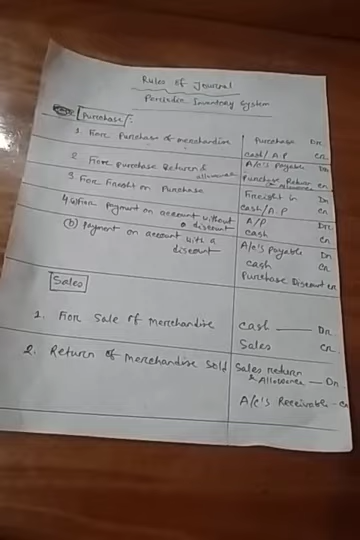 Rules of Journal
Periodic Inventory System
Purchase :
1. For Purchase of merchandise Purchase Dr.
cash/A.P cr.
2. For Purchase Return & allowance A/c's Payable Dr.
Purchase Return & allowance cr.
3. For Freight on Purchase Freight in Dr.
cash/A.P cr.
4.(a) For Payment on account without a discount A/P Dr.
cash cr.
(b) Payment on account with a discount A/c's Payable Dr.
cash cr.
Purchase Discount cr.
Sales
1. For Sale of merchandise cash — Dr.
Sales cr.
2. Return of Merchandise Sold Sales return
& Allowance — Dr.
A/c's Receivable - cr